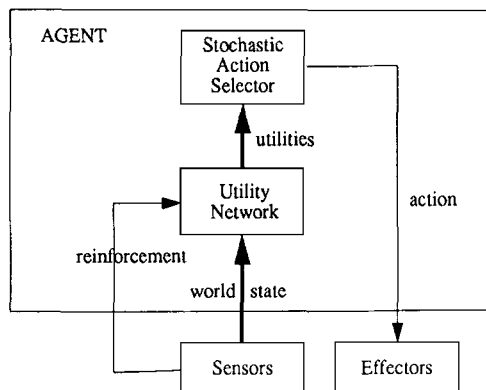 AGENT
Stochastic
Action
Selector
utilities
Utility
Network
action
reinforcement
world state
Sensors
Effectors